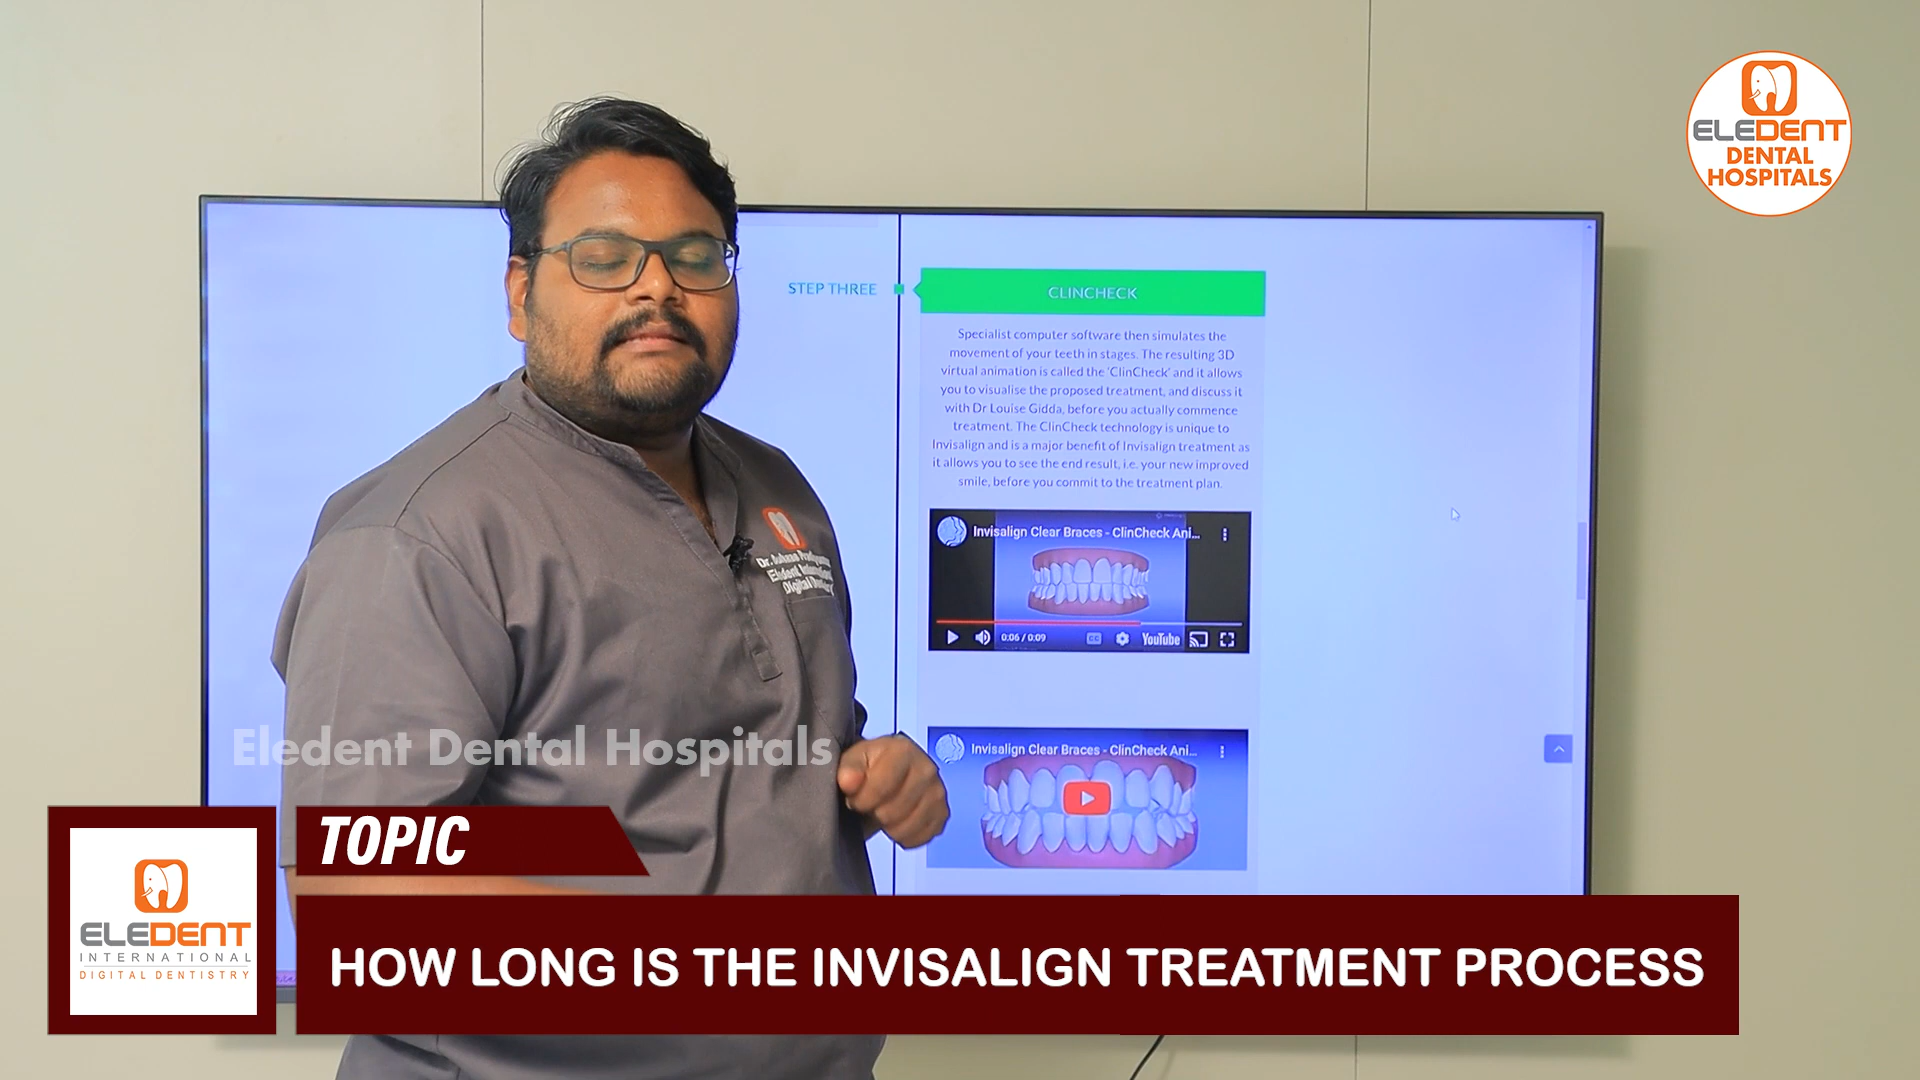 ELEDENT
DENTAL
HOSPITALS
STEP THREE
CLINCHECK
Specialist computer software then simulates the
movement of your teeth in stages. The resulting 3D
virtual animation is called the 'ClinCheck' and it allows
you to visualise the proposed treatment, and discuss it
with Dr Louise Gidda, before you actually commence
treatment. The ClinCheck technology is unique to
Invisalign and is a major benefit of Invisalign treatment as
it allows you to see the end result, i.e. your new improved
smile, before you commit to the treatment plan.
Invisalign Clear Braces - ClinCheck Ani...
0:06 / 0:09
CC
YouTube
Invisalign Clear Braces - ClinCheck Ani...
Dr.
Digital
Eledent Dental Hospitals
TOPIC
ELEDENT
INTERNATIONAL
DIGITAL DENTISTRY
HOW LONG IS THE INVISALIGN TREATMENT PROCESS